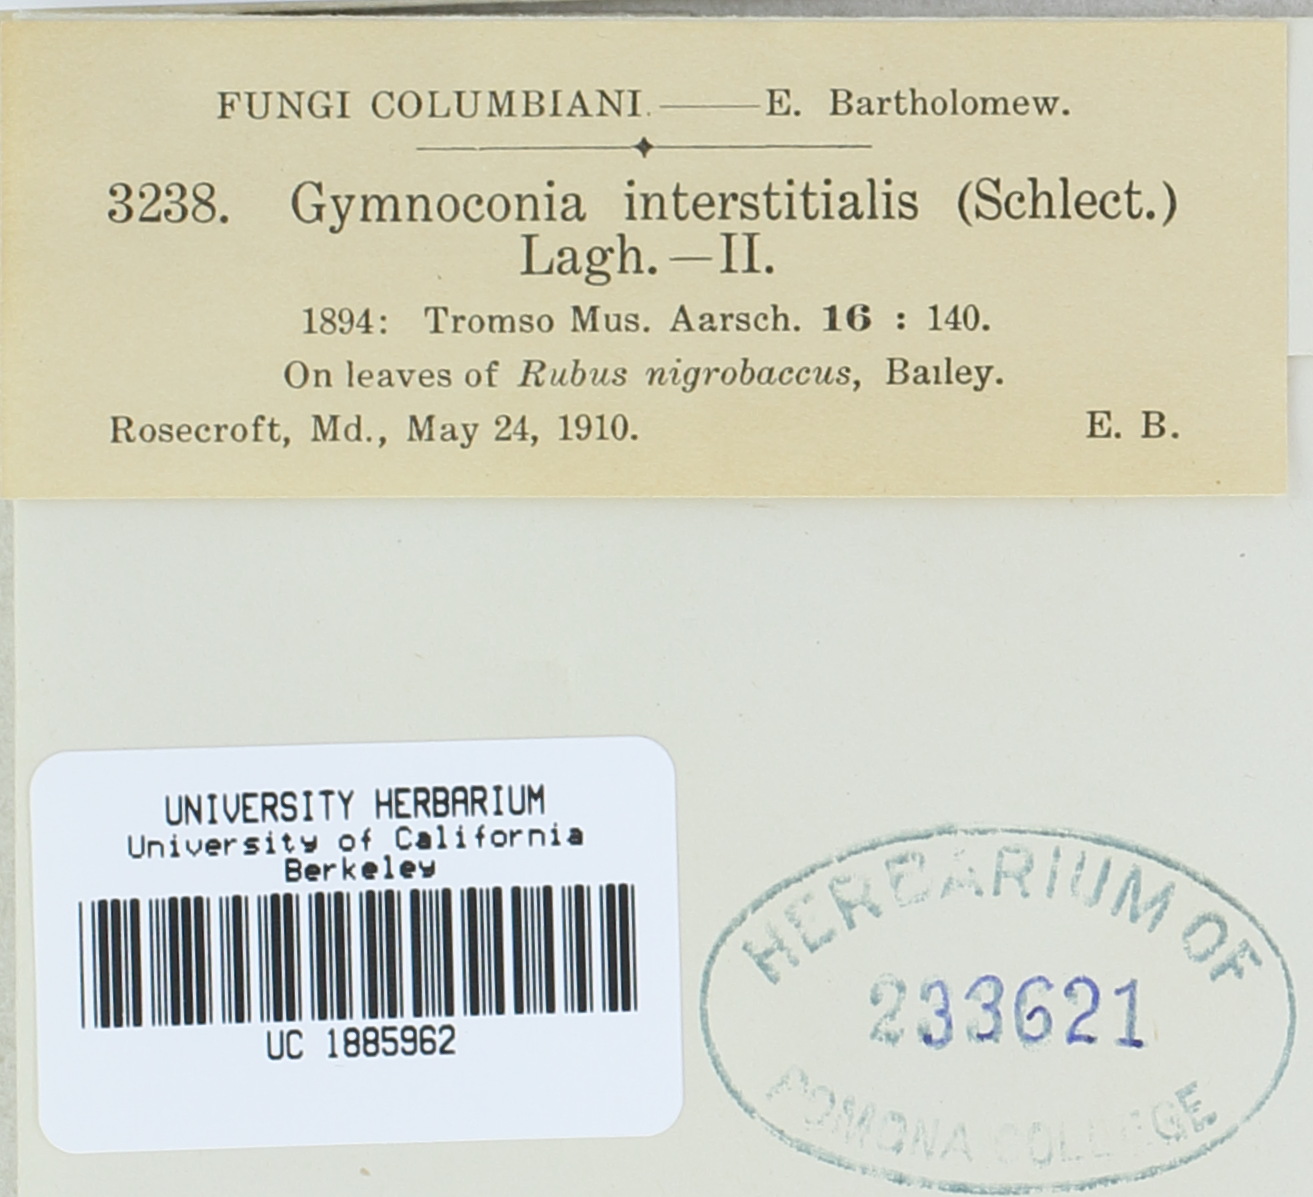 FUNGI COLUMBIANI.——E. Bartholomew.
3238. Gymnoconia interstitialis (Schlect.)
Lagh.—II.
1894: Tromso Mus. Aarsch. 16 : 140.
On leaves of Rubus nigrobaccus, Bailey.
Rosecroft, Md., May 24, 1910. E. B.
UNIVERSITY HERBARIUM
University of California
Berkeley
UC 1885962
HERBARIUM OF
233621
POMONA COLLEGE